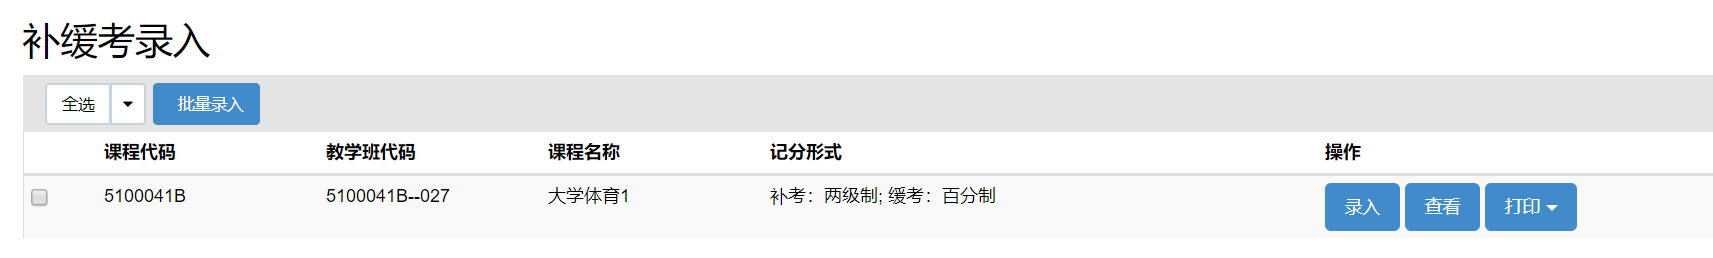 补缓考录入
全选 批量录入
课程代码 教学班代码 课程名称 记分形式 操作
5100041B 5100041B--027 大学体育1 补考：两级制; 缓考：百分制 录入 查看 打印